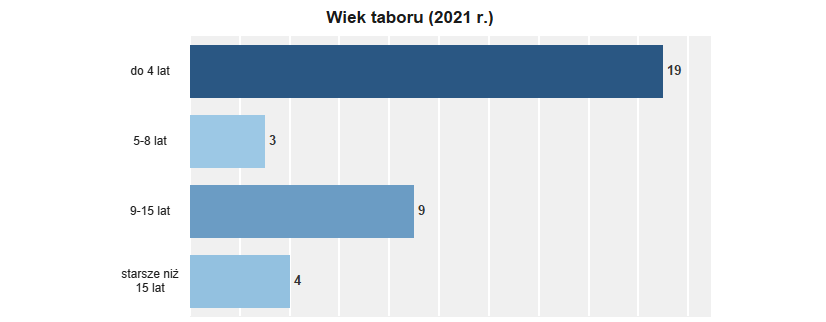 Wiek taboru (2021 r.)
do 4 lat
19
5-8 lat
3
9-15 lat
9
starsze niż
15 lat
4